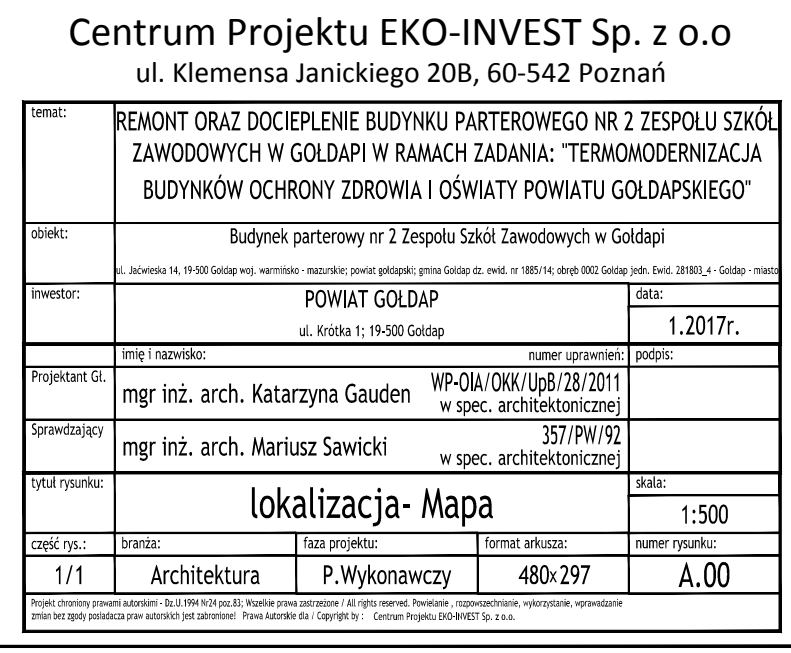 Centrum Projektu EKO-INVEST Sp. z o.o
ul. Klemensa Janickiego 20B, 60-542 Poznań
temat:
REMONT ORAZ DOCIEPLENIE BUDYNKU PARTEROWEGO NR 2 ZESPOŁU SZKÓŁ
ZAWODOWYCH W GOŁDAPI W RAMACH ZADANIA: "TERMOMODERNIZACJA
BUDYNKÓW OCHRONY ZDROWIA I OŚWIATY POWIATU GOŁDAPSKIEGO"
obiekt:
Budynek parterowy nr 2 Zespołu Szkół Zawodowych w Gołdapi
ul. Jaćwieska 14, 19-500 Gołdap woj. warmińsko - mazurskie; powiat gołdapski; gmina Gołdap dz. ewid. nr 1885/14; obręb 0002 Gołdap jedn. Ewid. 281803_4 - Gołdap - miasto
inwestor:
POWIAT GOŁDAP
data:
ul. Krótka 1; 19-500 Gołdap
1.2017r.
imię i nazwisko: numer uprawnień: podpis:
Projektant Gł.
mgr inż. arch. Katarzyna Gauden
WP-OIA/OKK/UpB/28/2011
w spec. architektonicznej
Sprawdzający
mgr inż. arch. Mariusz Sawicki
357/PW/92
w spec. architektonicznej
tytuł rysunku:
lokalizacja- Mapa
skala:
1:500
część rys.: branża: faza projektu: format arkusza: numer rysunku:
1/1 Architektura P.Wykonawczy 480x297 A.00
Projekt chroniony prawami autorskimi - Dz.U.1994 Nr24 poz.83; Wszelkie prawa zastrzeżone / All rights reserved. Powielanie , rozpowszechnianie, wykorzystanie, wprowadzanie
zmian bez zgody posiadacza praw autorskich jest zabronione! Prawa Autorskie dla / Copyright by : Centrum Projektu EKO-INVEST Sp. z o.o.